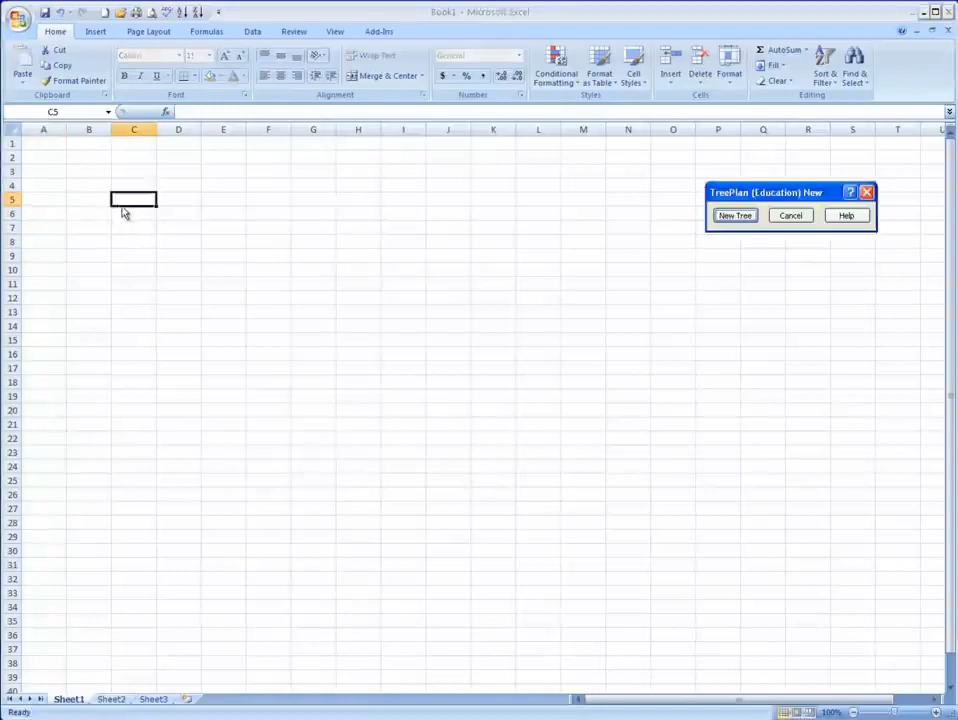 Book1 - Microsoft Excel
Home Insert Page Layout Formulas Data Review View Add-Ins
Paste
Cut
Copy
Format Painter
Clipboard
Calibri 11
B I U
Font
Wrap Text
Merge & Center
Alignment
General
$ % ,
Number
Conditional Formatting
Format as Table
Cell Styles
Styles
Insert Delete Format
Cells
Σ AutoSum
Fill
Clear
Sort & Filter
Find & Select
Editing
C5 fx
A B C D E F G H I J K L M N O P Q R S T U
1
2
3
4
5
6
7
8
9
10
11
12
13
14
15
16
17
18
19
20
21
22
23
24
25
26
27
28
29
30
31
32
33
34
35
36
37
38
39
40
TreePlan (Education) New
New Tree Cancel Help
Sheet1 Sheet2 Sheet3
Ready 100%